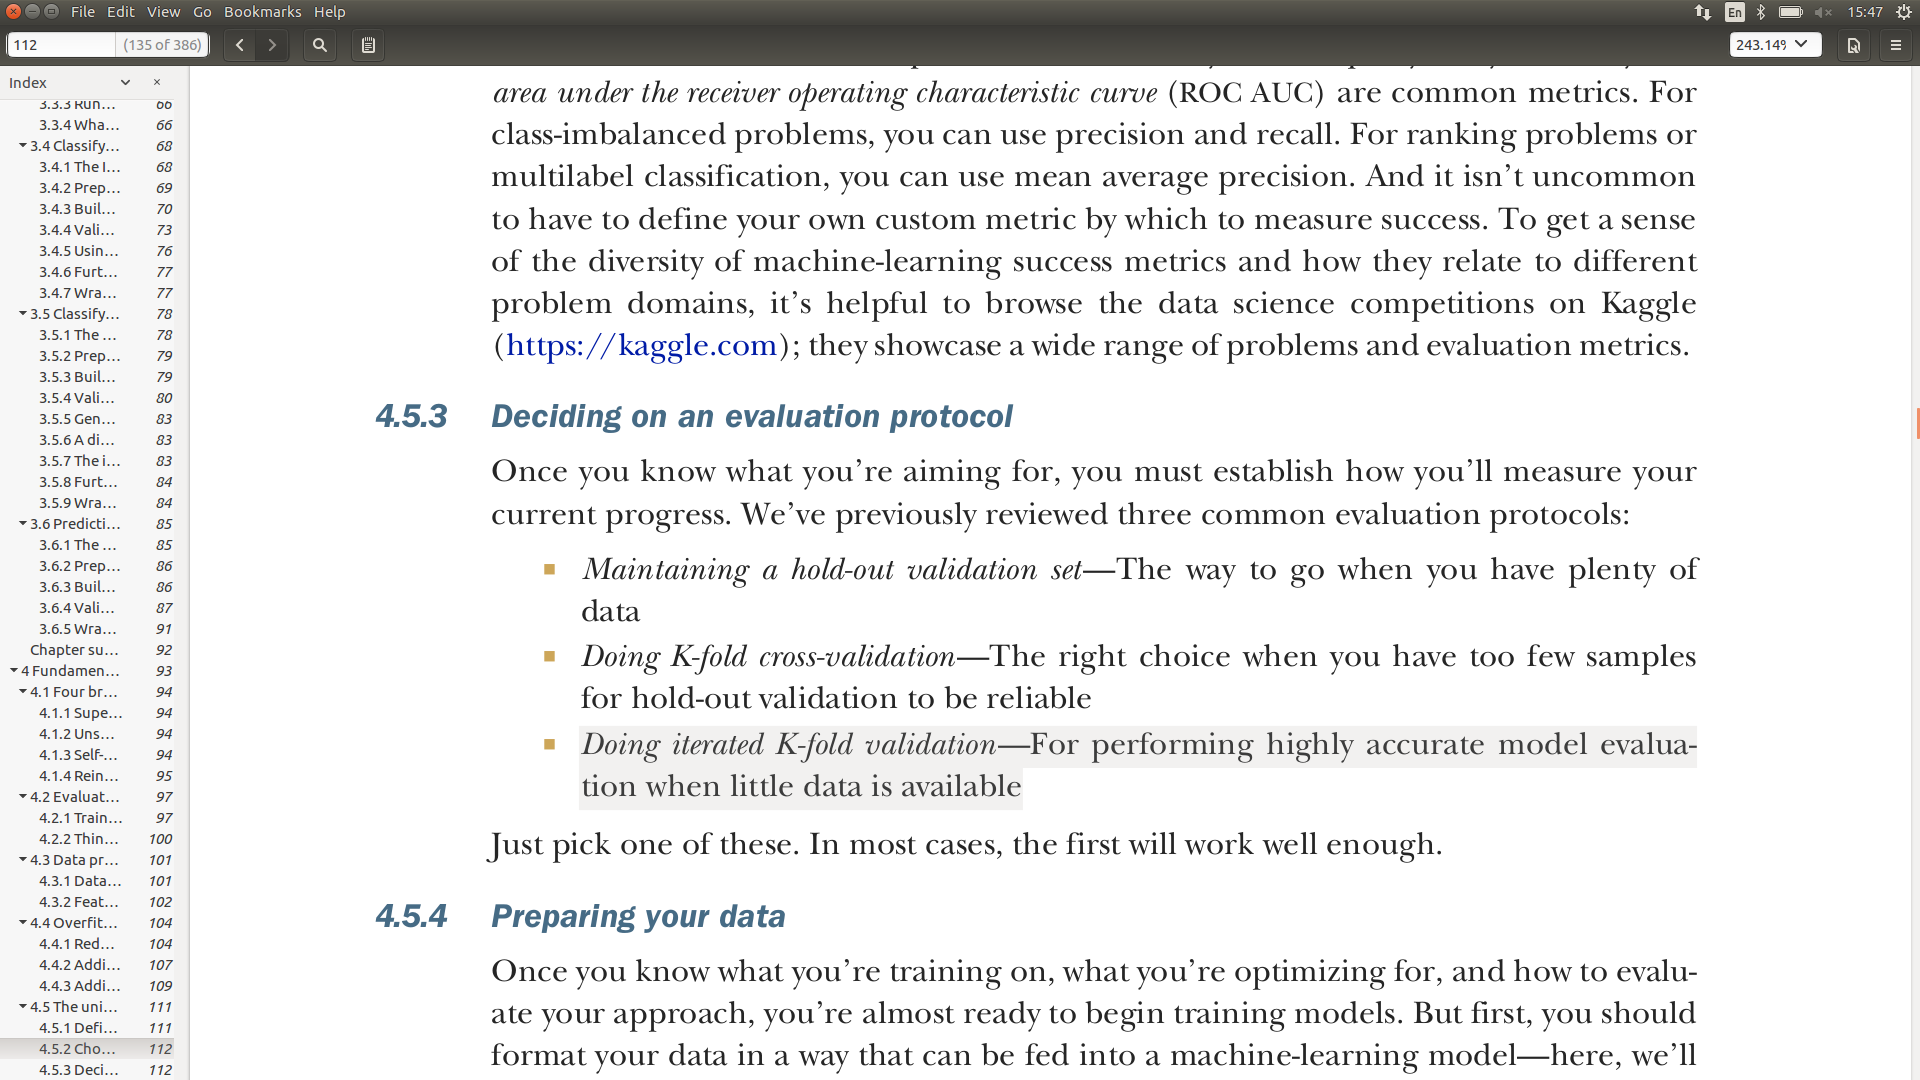 File Edit View Go Bookmarks Help
En
15:47
112 (135 of 386)
243.14%
Index
3.3.3 Run... 66
3.3.4 Wha... 66
3.4 Classify... 68
3.4.1 The I... 68
3.4.2 Prep... 69
3.4.3 Buil... 70
3.4.4 Vali... 73
3.4.5 Usin... 76
3.4.6 Furt... 77
3.4.7 Wra... 77
3.5 Classify... 78
3.5.1 The ... 78
3.5.2 Prep... 79
3.5.3 Buil... 79
3.5.4 Vali... 80
3.5.5 Gen... 83
3.5.6 A di... 83
3.5.7 The i... 83
3.5.8 Furt... 84
3.5.9 Wra... 84
3.6 Predicti... 85
3.6.1 The ... 85
3.6.2 Prep... 86
3.6.3 Buil... 86
3.6.4 Vali... 87
3.6.5 Wra... 91
Chapter su... 92
4 Fundamen... 93
4.1 Four br... 94
4.1.1 Supe... 94
4.1.2 Uns... 94
4.1.3 Self-... 94
4.1.4 Rein... 95
4.2 Evaluat... 97
4.2.1 Train... 97
4.2.2 Thin... 100
4.3 Data pr... 101
4.3.1 Data... 101
4.3.2 Feat... 102
4.4 Overfit... 104
4.4.1 Red... 104
4.4.2 Addi... 107
4.4.3 Addi... 109
4.5 The uni... 111
4.5.1 Defi... 111
4.5.2 Cho... 112
4.5.3 Deci... 112
area under the receiver operating characteristic curve (ROC AUC) are common metrics. For
class-imbalanced problems, you can use precision and recall. For ranking problems or
multilabel classification, you can use mean average precision. And it isn’t uncommon
to have to define your own custom metric by which to measure success. To get a sense
of the diversity of machine-learning success metrics and how they relate to different
problem domains, it’s helpful to browse the data science competitions on Kaggle
(https://kaggle.com); they showcase a wide range of problems and evaluation metrics.
4.5.3 Deciding on an evaluation protocol
Once you know what you’re aiming for, you must establish how you’ll measure your
current progress. We’ve previously reviewed three common evaluation protocols:
Maintaining a hold-out validation set—The way to go when you have plenty of
data
Doing K-fold cross-validation—The right choice when you have too few samples
for hold-out validation to be reliable
Doing iterated K-fold validation—For performing highly accurate model evalua-
tion when little data is available
Just pick one of these. In most cases, the first will work well enough.
4.5.4 Preparing your data
Once you know what you’re training on, what you’re optimizing for, and how to evalu-
ate your approach, you’re almost ready to begin training models. But first, you should
format your data in a way that can be fed into a machine-learning model—here, we’ll